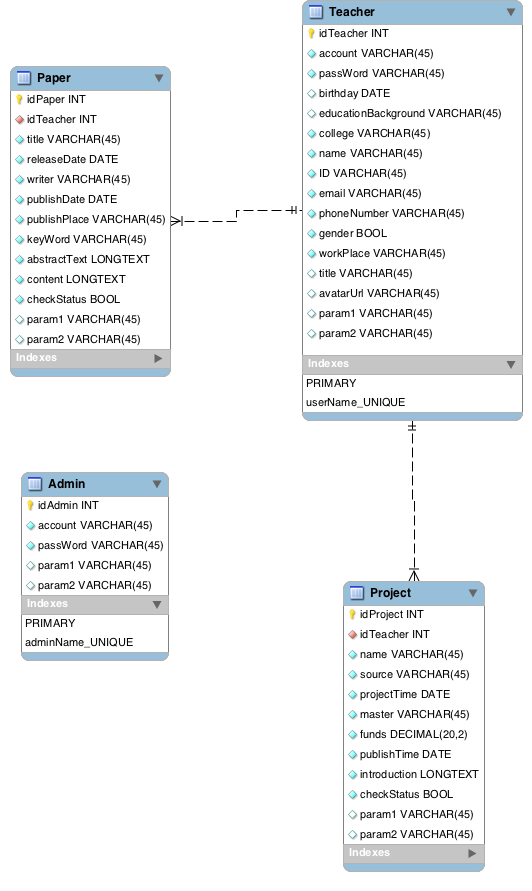 Teacher
idTeacher INT
account VARCHAR(45)
passWord VARCHAR(45)
birthday DATE
educationBackground VARCHAR(45)
college VARCHAR(45)
name VARCHAR(45)
ID VARCHAR(45)
email VARCHAR(45)
phoneNumber VARCHAR(45)
gender BOOL
workPlace VARCHAR(45)
title VARCHAR(45)
avatarUrl VARCHAR(45)
param1 VARCHAR(45)
param2 VARCHAR(45)
Indexes
PRIMARY
userName_UNIQUE
Paper
idPaper INT
idTeacher INT
title VARCHAR(45)
releaseDate DATE
writer VARCHAR(45)
publishDate DATE
publishPlace VARCHAR(45)
keyWord VARCHAR(45)
abstractText LONGTEXT
content LONGTEXT
checkStatus BOOL
param1 VARCHAR(45)
param2 VARCHAR(45)
Indexes
Admin
idAdmin INT
account VARCHAR(45)
passWord VARCHAR(45)
param1 VARCHAR(45)
param2 VARCHAR(45)
Indexes
PRIMARY
adminName_UNIQUE
Project
idProject INT
idTeacher INT
name VARCHAR(45)
source VARCHAR(45)
projectTime DATE
master VARCHAR(45)
funds DECIMAL(20,2)
publishTime DATE
introduction LONGTEXT
checkStatus BOOL
param1 VARCHAR(45)
param2 VARCHAR(45)
Indexes